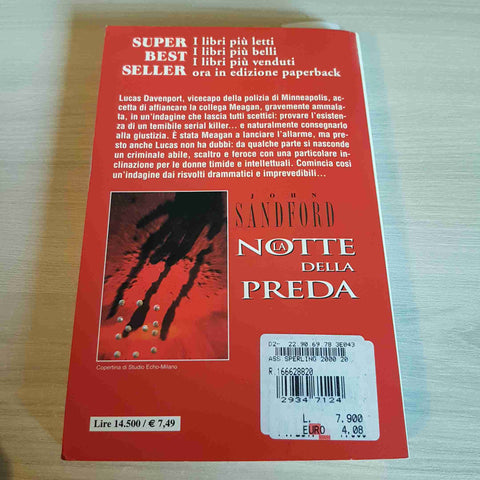 SUPER I libri più letti
BEST I libri più belli
SELLER I libri più venduti
ora in edizione paperback
Lucas Davenport, vicecapo della polizia di Minneapolis, ac-
cetta di affiancare la collega Meagan, gravemente ammala-
ta, in un'indagine che lascia tutti scettici: provare l'esisten-
za di un temibile serial killer... e naturalmente consegnarlo
alla giustizia. È stata Meagan a lanciare l'allarme, ma pre-
sto anche Lucas non ha dubbi: da qualche parte si nasconde
un criminale abile, scaltro e feroce con una particolare in-
clinazione per le donne timide e intellettuali. Comincia così
un'indagine dai risvolti drammatici e imprevedibili...
JOHN
SANDFORD
LA
NOTTE
DELLA
PREDA
Copertina di Studio Echo-Milano
Lire 14.500 / € 7,49
D2- 22 90 69 78 3E043
ASS SPERLING 2000 20
R.166628820
2934 7124
L. 7.900
EURO 4.08